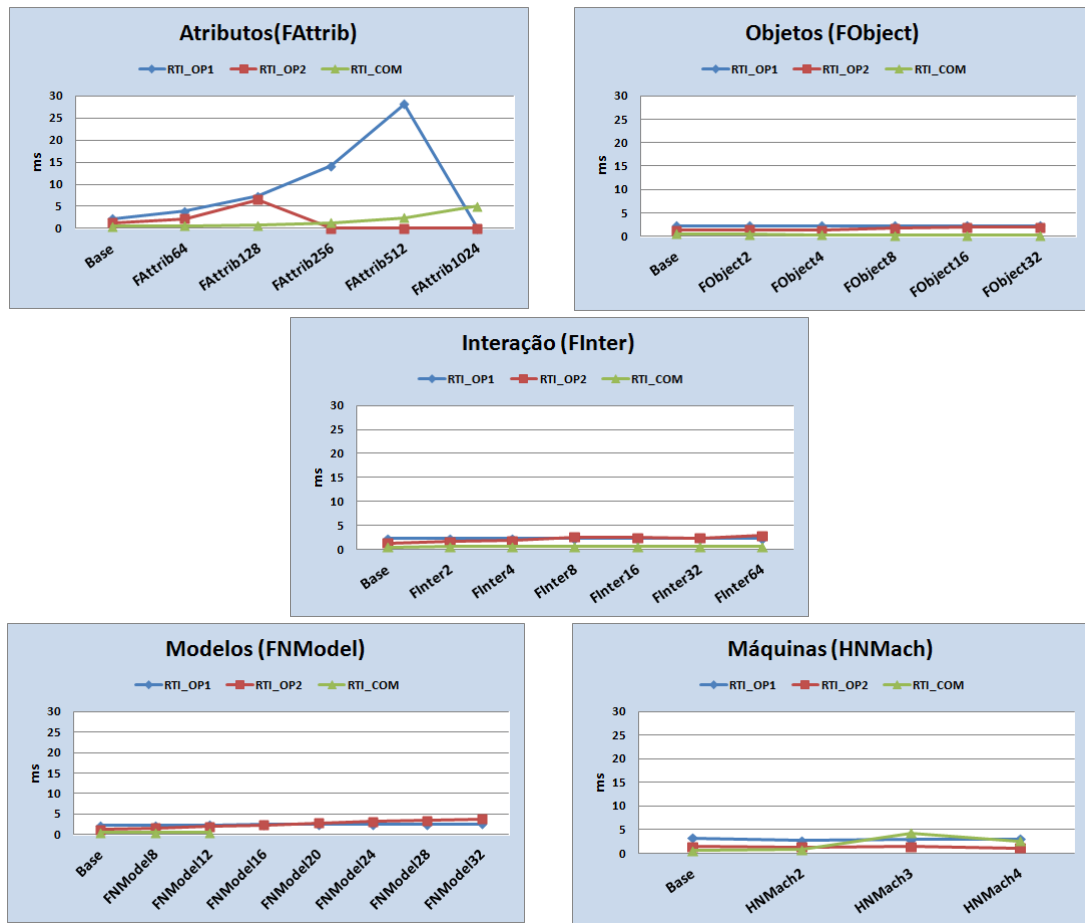 Atributos(FAttrib)
RTI_OP1 RTI_OP2 RTI_COM
30
25
20
15
10
5
0
ms
Base FAttrib64 FAttrib128 FAttrib256 FAttrib512 FAttrib1024
Objetos (FObject)
RTI_OP1 RTI_OP2 RTI_COM
30
25
20
15
10
5
0
ms
Base FObject2 FObject4 FObject8 FObject16 FObject32
Interação (FInter)
RTI_OP1 RTI_OP2 RTI_COM
30
25
20
15
10
5
0
ms
Base FInter2 FInter4 FInter8 FInter16 FInter32 FInter64
Modelos (FNModel)
RTI_OP1 RTI_OP2 RTI_COM
30
25
20
15
10
5
0
ms
Base FNModel8 FNModel12 FNModel16 FNModel20 FNModel24 FNModel28 FNModel32
Máquinas (HNMach)
RTI_OP1 RTI_OP2 RTI_COM
30
25
20
15
10
5
0
ms
Base HNMach2 HNMach3 HNMach4